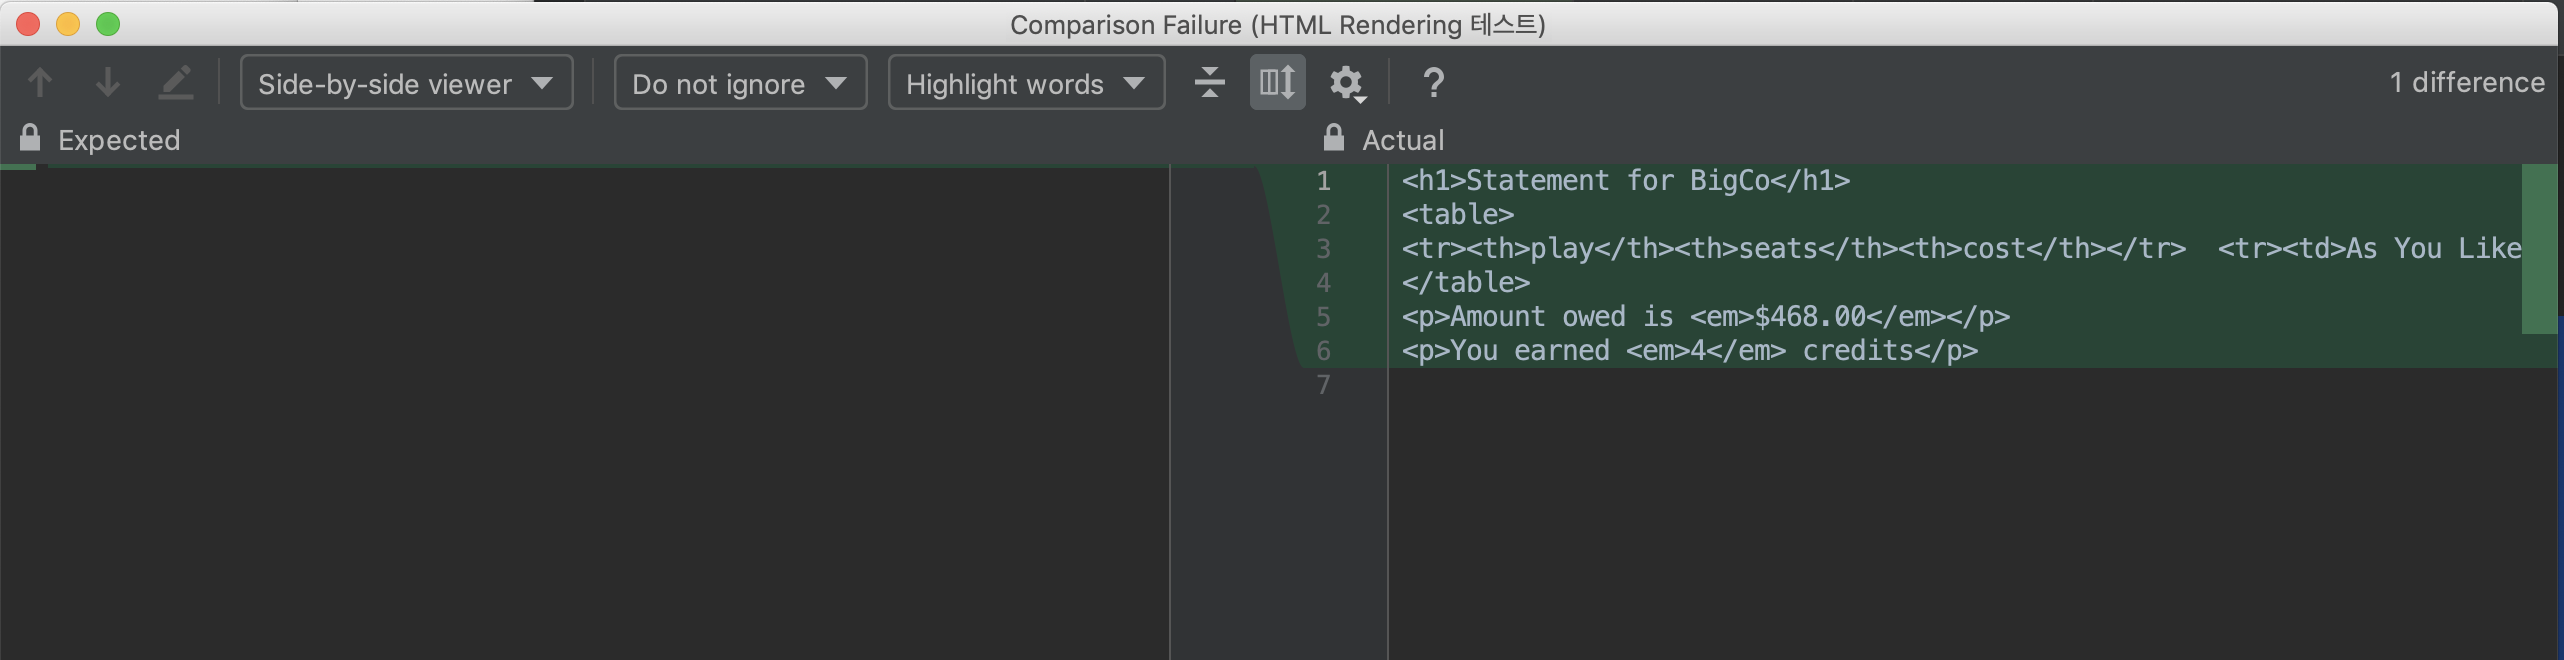 Comparison Failure (HTML Rendering 테스트)
Side-by-side viewer Do not ignore Highlight words ? 1 difference
Expected Actual
1 <h1>Statement for BigCo</h1>
2 <table>
3 <tr><th>play</th><th>seats</th><th>cost</th></tr>  <tr><td>As You Like
4 </table>
5 <p>Amount owed is <em>$468.00</em></p>
6 <p>You earned <em>4</em> credits</p>
7